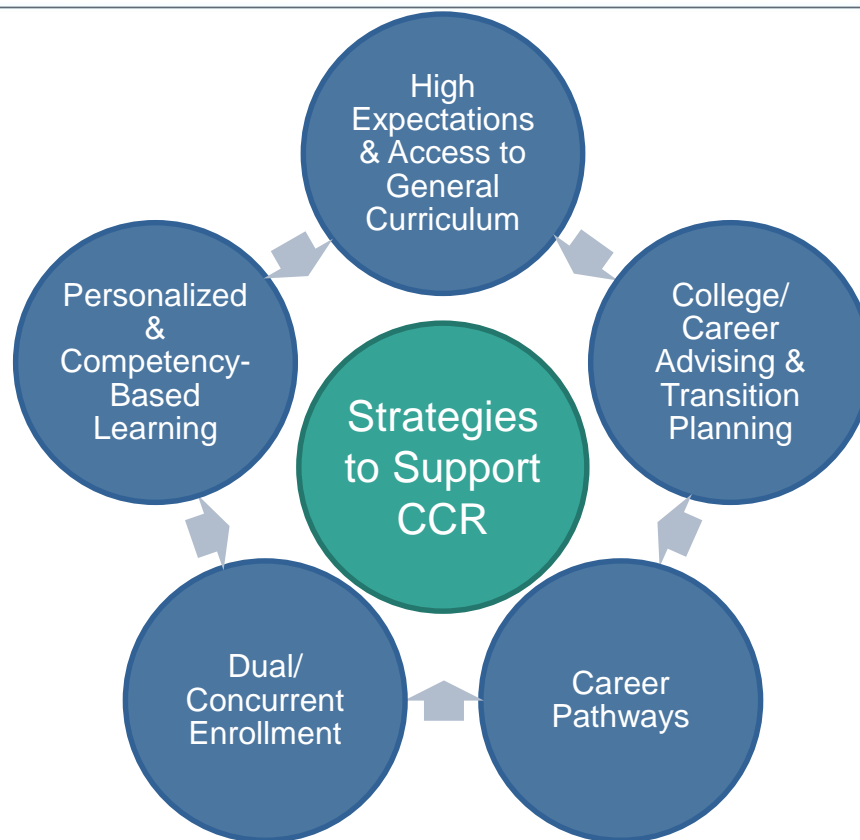 High
Expectations
& Access to
General
Curriculum
College/
Career
Advising &
Transition
Planning
Career
Pathways
Dual/
Concurrent
Enrollment
Personalized
&
Competency-
Based
Learning
Strategies
to Support
CCR